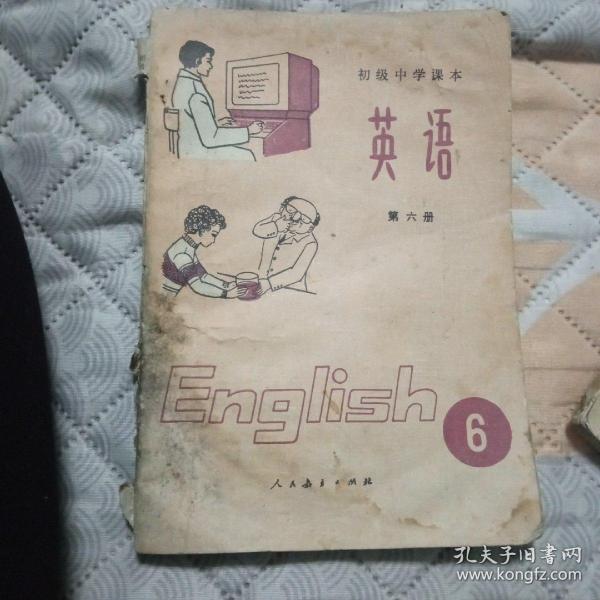 初级中学课本
英语
第六册
English
6
人民教育出版社
孔夫子旧书网
www.kongfz.com